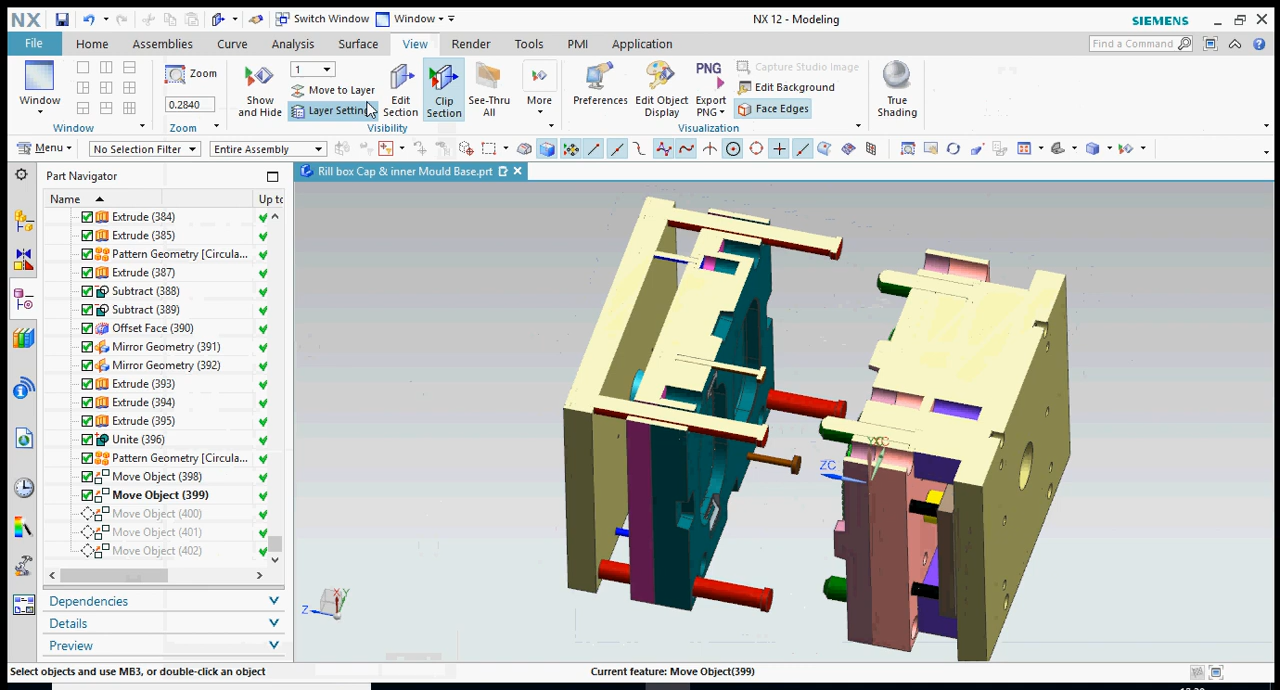 NX
Switch Window
Window
NX 12 - Modeling
SIEMENS
File
Home
Assemblies
Curve
Analysis
Surface
View
Render
Tools
PMI
Application
Find a Command
Window
Window
Zoom
0.2840
Zoom
Show and Hide
1
Move to Layer
Layer Settin
Edit Section
Clip Section
See-Thru All
More
Visibility
Preferences
Edit Object Display
PNG
Export PNG
Capture Studio Image
Edit Background
Face Edges
Visualization
True Shading
Menu
No Selection Filter
Entire Assembly
Part Navigator
Rill box Cap & inner Mould Base.prt
Name
Up to
Extrude (384)
Extrude (385)
Pattern Geometry [Circula...
Extrude (387)
Subtract (388)
Subtract (389)
Offset Face (390)
Mirror Geometry (391)
Mirror Geometry (392)
Extrude (393)
Extrude (394)
Extrude (395)
Unite (396)
Pattern Geometry [Circula...
Move Object (398)
Move Object (399)
Move Object (400)
Move Object (401)
Move Object (402)
Dependencies
Details
Preview
ZC
Z
Select objects and use MB3, or double-click an object
Current feature: Move Object(399)